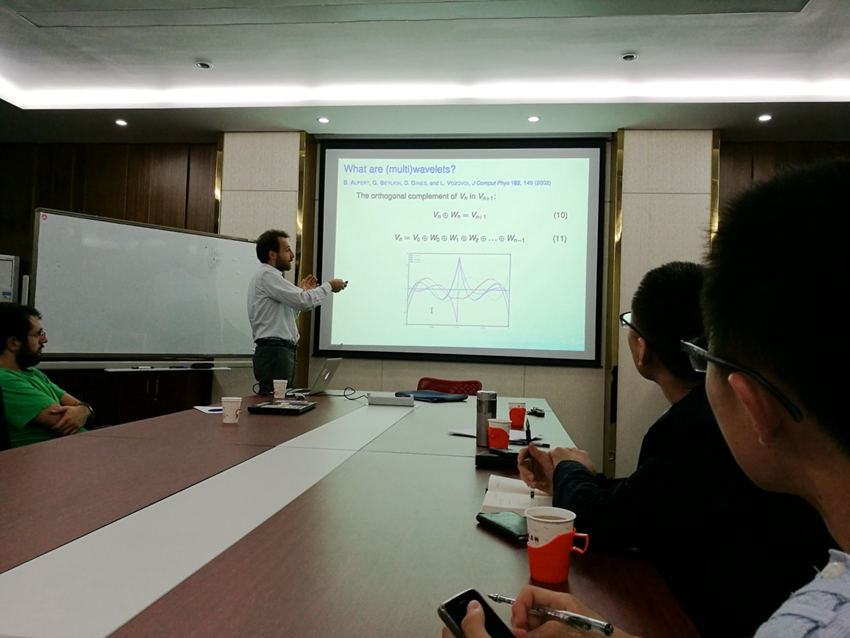 What are (multi)wavelets?
B. ALPERT, G. BEYLKIN, D. GINES, and L. VOZOVOI, J Comput Phys 182, 149 (2002)
The orthogonal complement of Vₙ in Vₙ₊₁:
Vₙ ⊕ Wₙ = Vₙ₊₁ (10)
Vₙ = V₀ ⊕ W₀ ⊕ W₁ ⊕ W₂ ⊕ ... ⊕ Wₙ₋₁ (11)